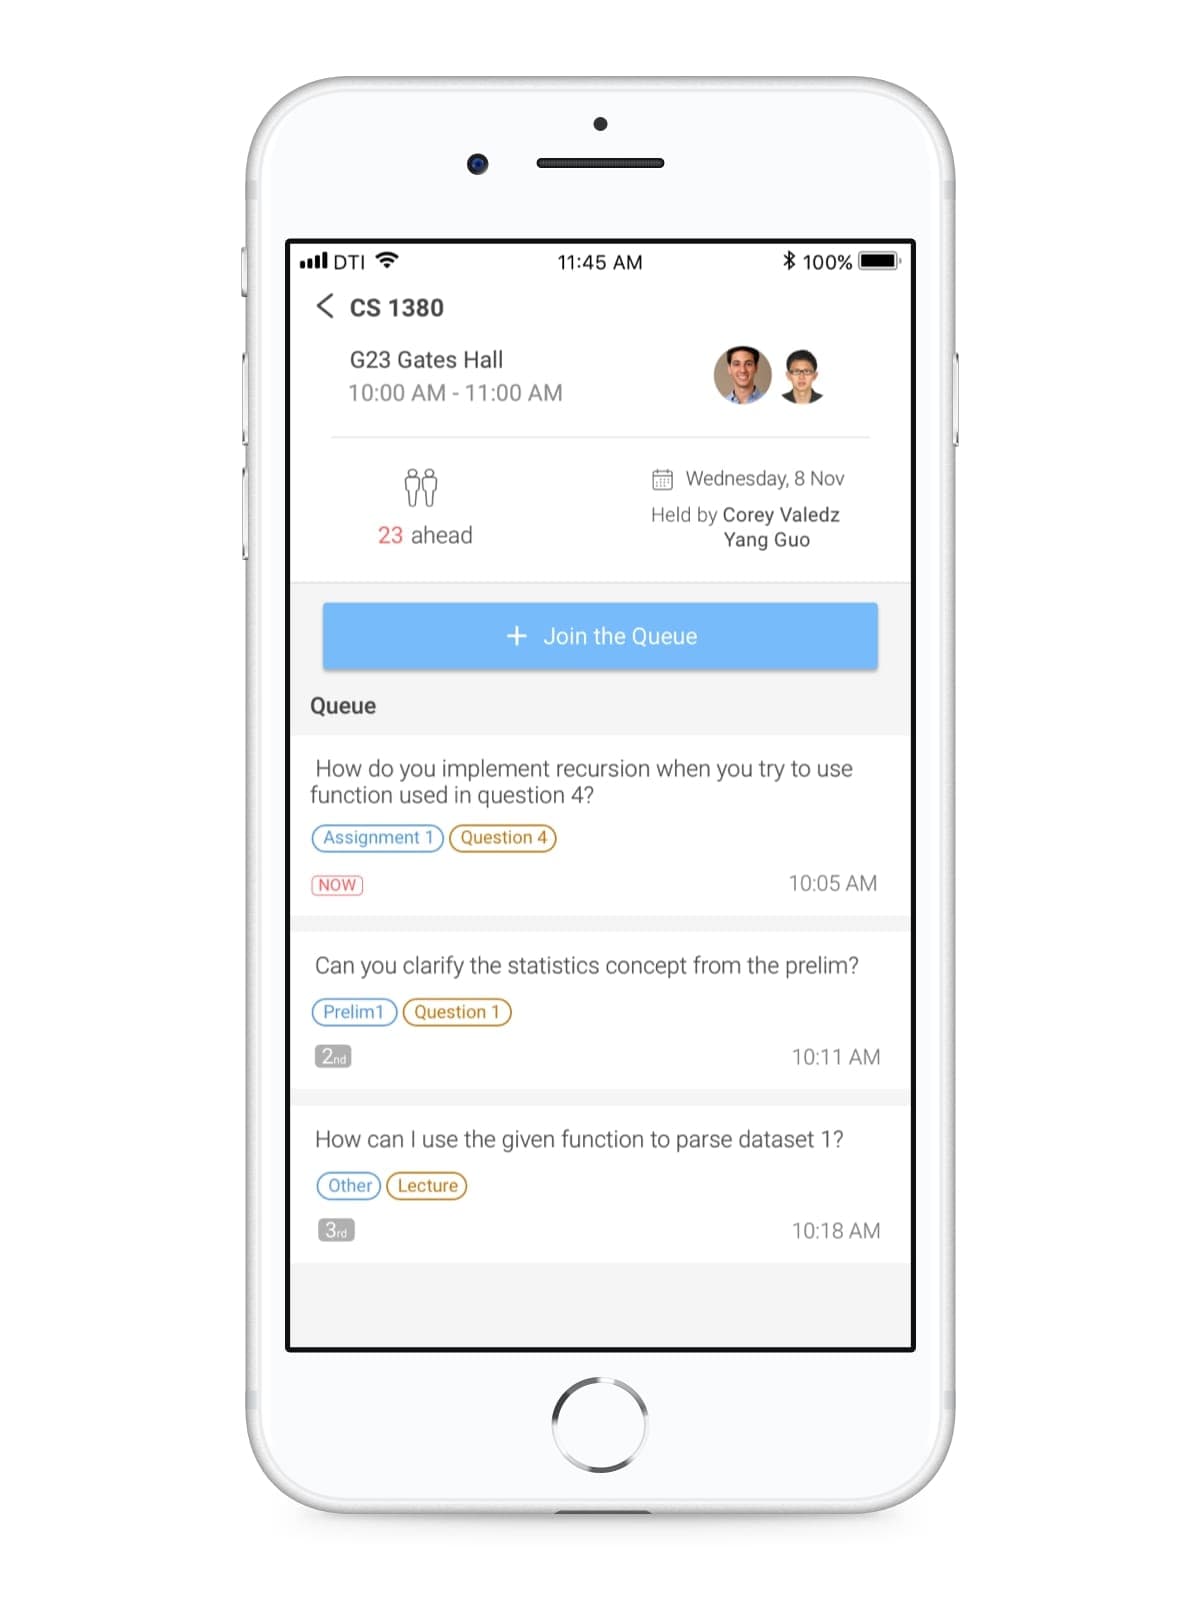 DTI 11:45 AM 100%
CS 1380
G23 Gates Hall
10:00 AM - 11:00 AM
23 ahead
Wednesday, 8 Nov
Held by Corey Valedz
Yang Guo
+ Join the Queue
Queue
How do you implement recursion when you try to use
function used in question 4?
Assignment 1 Question 4
NOW 10:05 AM
Can you clarify the statistics concept from the prelim?
Prelim1 Question 1
2nd 10:11 AM
How can I use the given function to parse dataset 1?
Other Lecture
3rd 10:18 AM